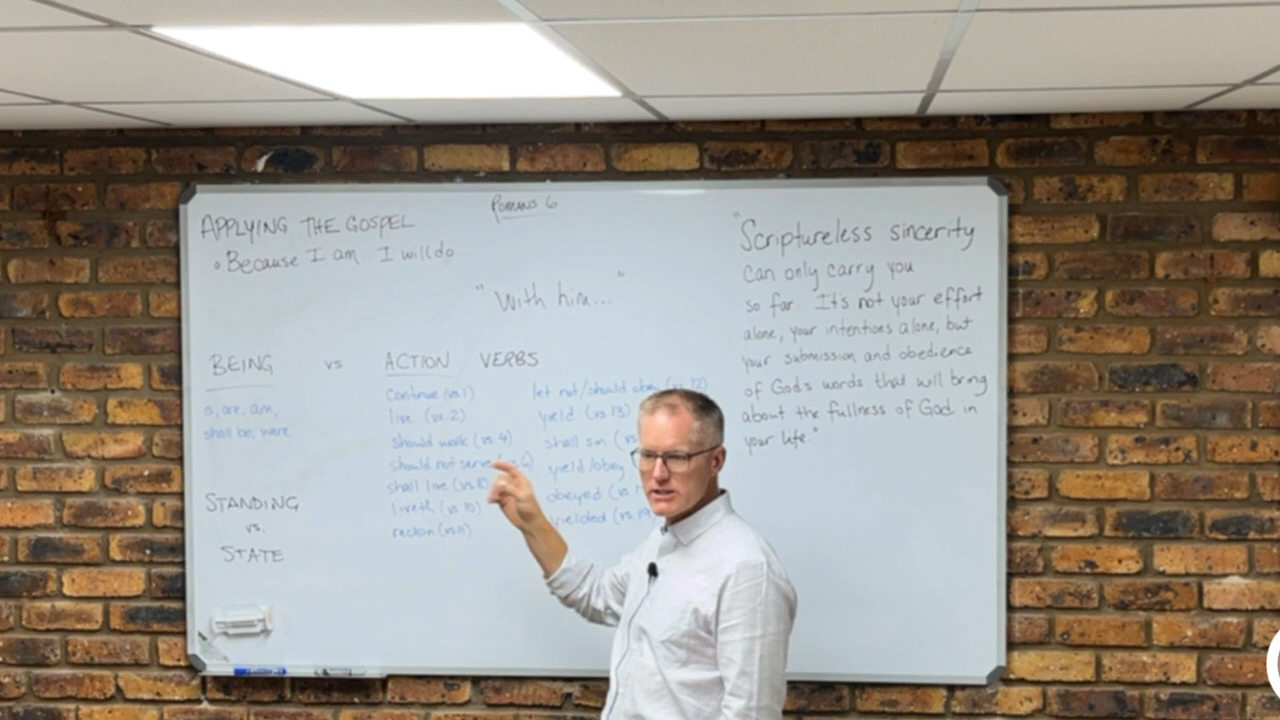 Romans 6
APPLYING THE GOSPEL
• Because I am I will do
"With him..."
BEING vs. ACTION VERBS
is, are, am,
shall be, were
continue (vs. 1)
live (vs. 2)
should walk (vs. 4)
should not serve (vs. 6)
shall live (vs. 8)
liveth (vs. 10)
reckon (vs. 11)
let not/should obey (vs. 12)
yield (vs. 13)
shall sin (vs
yield/obey
obeyed (vs. 1
yielded (vs. 19
STANDING
vs.
STATE
"Scriptureless sincerity
can only carry you
so far. It's not your effort
alone, your intentions alone, but
your submission and obedience
of God's words that will bring
about the fullness of God in
your life."